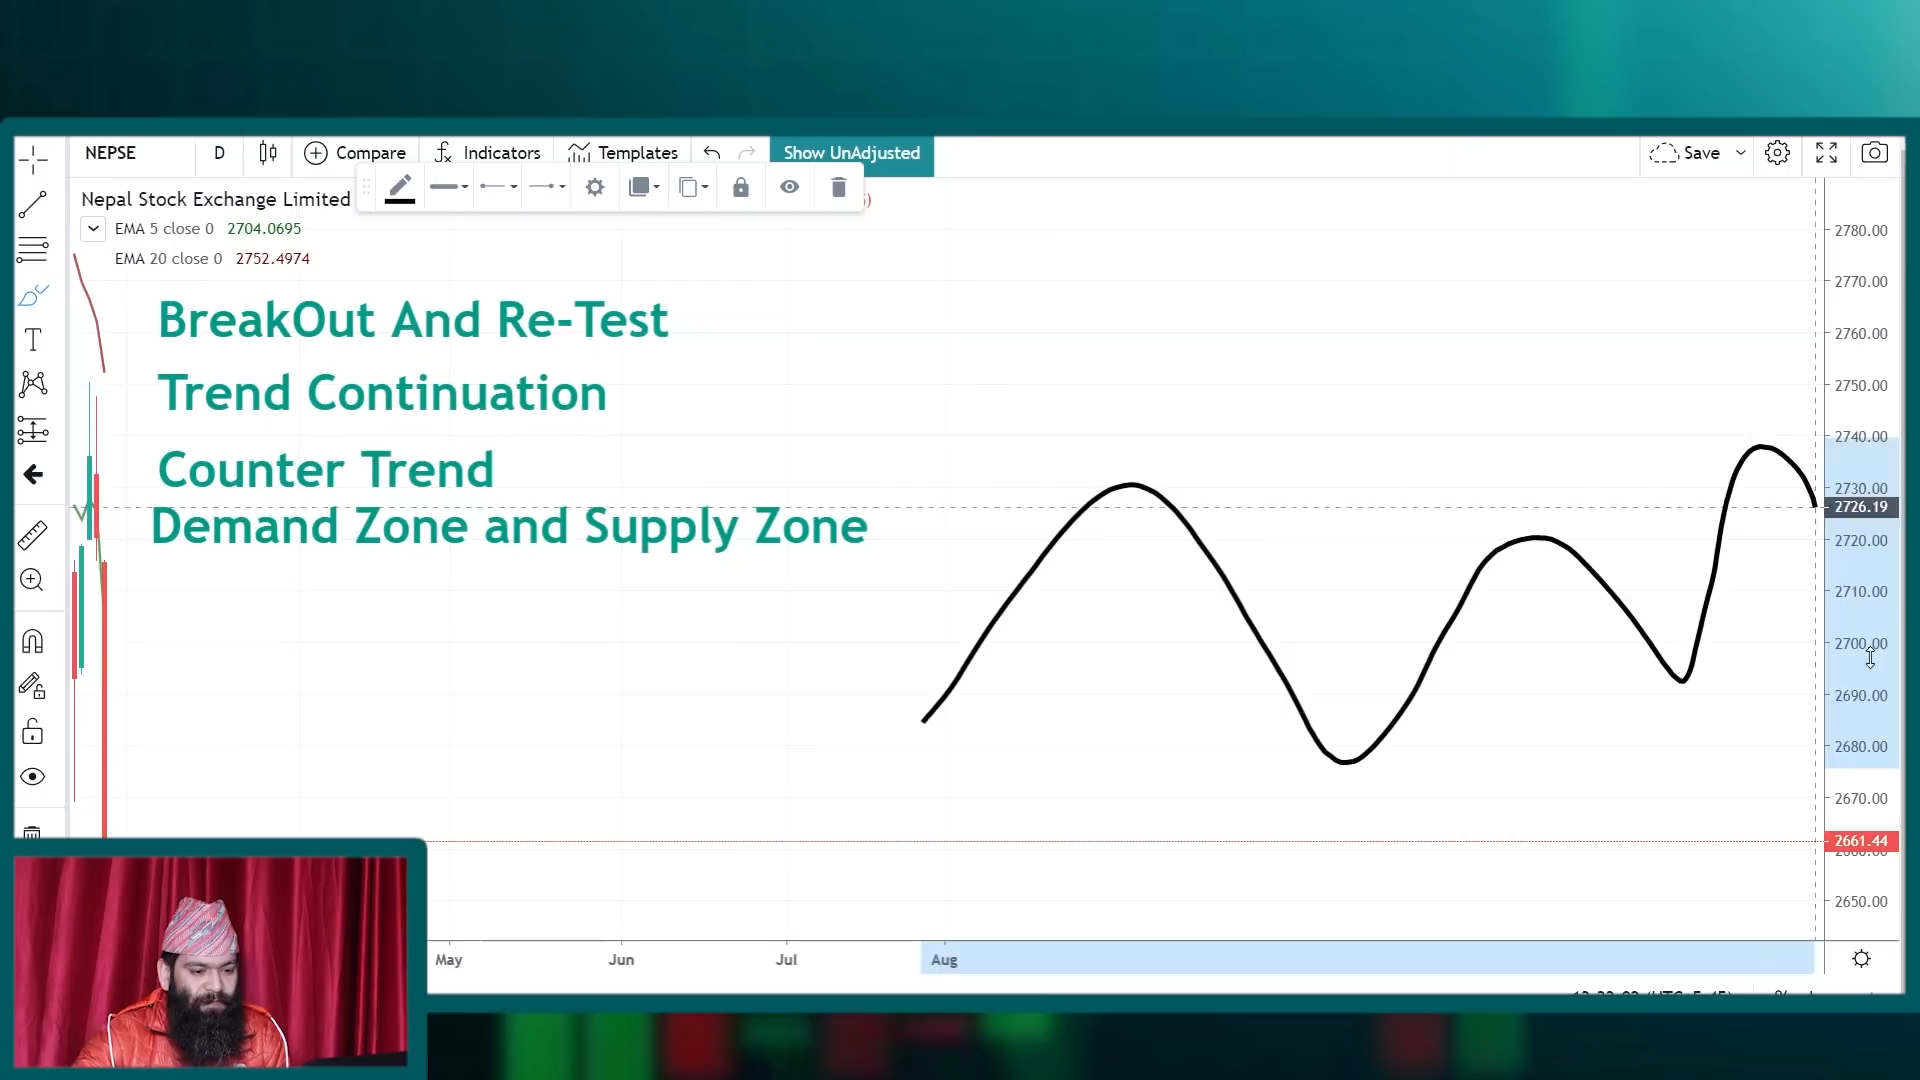 NEPSE D Compare Indicators Templates Show UnAdjusted Save
Nepal Stock Exchange Limited
EMA 5 close 0 2704.0695
EMA 20 close 0 2752.4974
BreakOut And Re-Test
Trend Continuation
Counter Trend
Demand Zone and Supply Zone
2780.00
2770.00
2760.00
2750.00
2740.00
2730.00
2726.19
2720.00
2710.00
2700.00
2690.00
2680.00
2670.00
2661.44
2650.00
May Jun Jul Aug